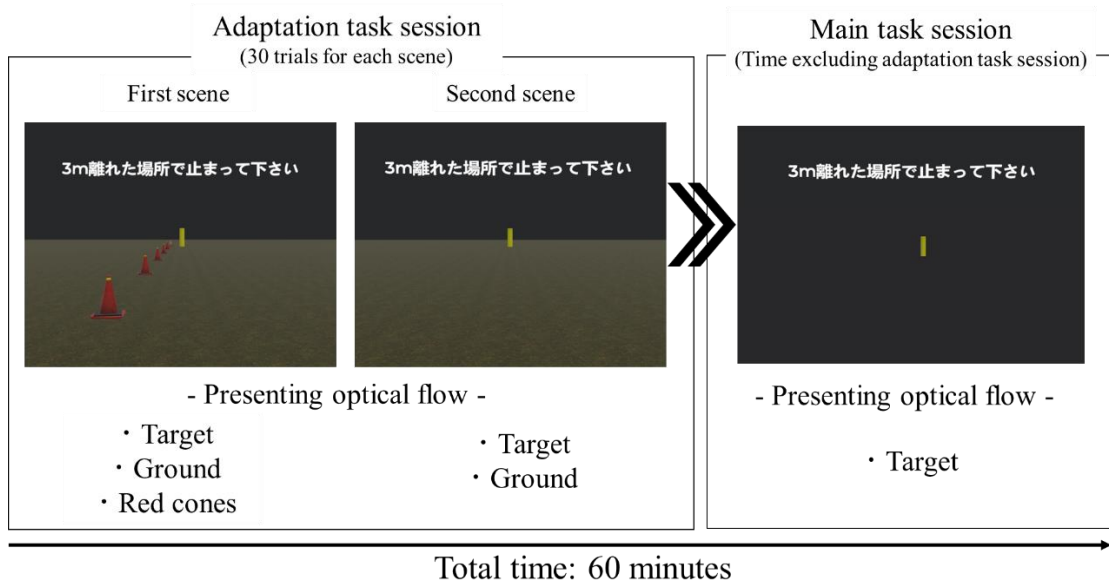 Adaptation task session
(30 trials for each scene)
First scene
Second scene
3m離れた場所で止まって下さい
3m離れた場所で止まって下さい
- Presenting optical flow -
・Target
・Ground
・Red cones
・Target
・Ground
Main task session
(Time excluding adaptation task session)
3m離れた場所で止まって下さい
- Presenting optical flow -
・Target
Total time: 60 minutes